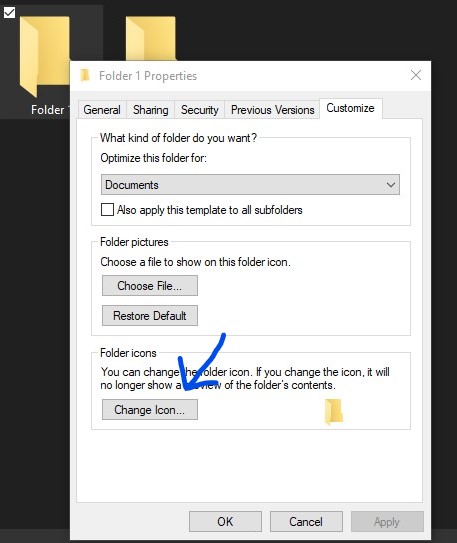 Folder 1
Folder 1 Properties
General Sharing Security Previous Versions Customize
What kind of folder do you want?
Optimize this folder for:
Documents
Also apply this template to all subfolders
Folder pictures
Choose a file to show on this folder icon.
Choose File...
Restore Default
Folder icons
You can change the folder icon. If you change the icon, it will
no longer show a of the folder's contents.
Change Icon...
OK Cancel Apply